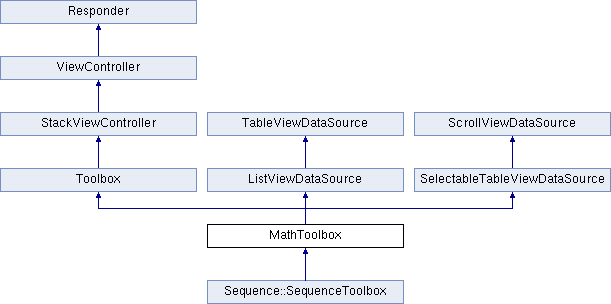 Responder
ViewController
StackViewController
TableViewDataSource
ScrollViewDataSource
Toolbox
ListViewDataSource
SelectableTableViewDataSource
MathToolbox
Sequence::SequenceToolbox